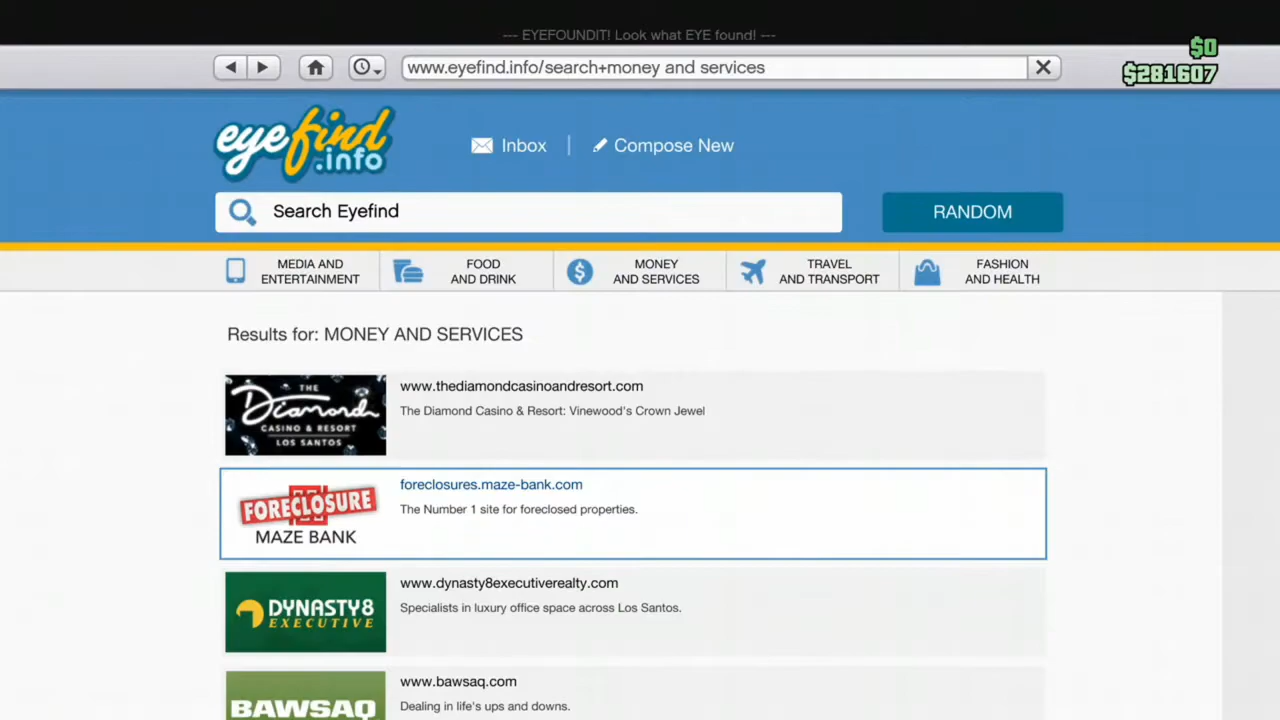 --- EYEFOUNDIT! Look what EYE found! ---
$0
www.eyefind.info/search+money and services
$281607
eyefind
.info
Inbox
Compose New
Search Eyefind
RANDOM
MEDIA AND
ENTERTAINMENT
FOOD
AND DRINK
MONEY
AND SERVICES
TRAVEL
AND TRANSPORT
FASHION
AND HEALTH
Results for: MONEY AND SERVICES
THE
Diamond
CASINO & RESORT
LOS SANTOS
www.thediamondcasinoandresort.com
The Diamond Casino & Resort: Vinewood's Crown Jewel
FORECLOSURE
MAZE BANK
foreclosures.maze-bank.com
The Number 1 site for foreclosed properties.
DYNASTY8
EXECUTIVE
www.dynasty8executiverealty.com
Specialists in luxury office space across Los Santos.
BAWSAQ
www.bawsaq.com
Dealing in life's ups and downs.